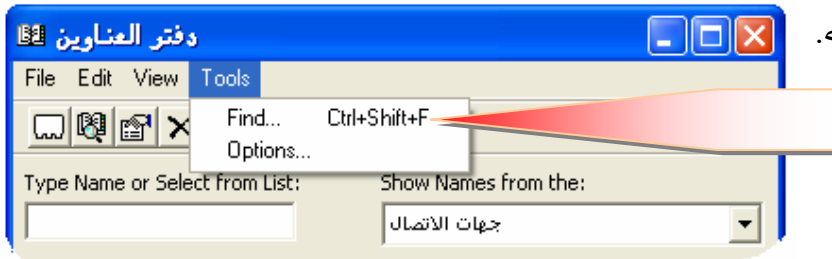 دفتر العناوين
File Edit View Tools
Find... Ctrl+Shift+F
Options...
Type Name or Select from List:
Show Names from the:
جهات الاتصال